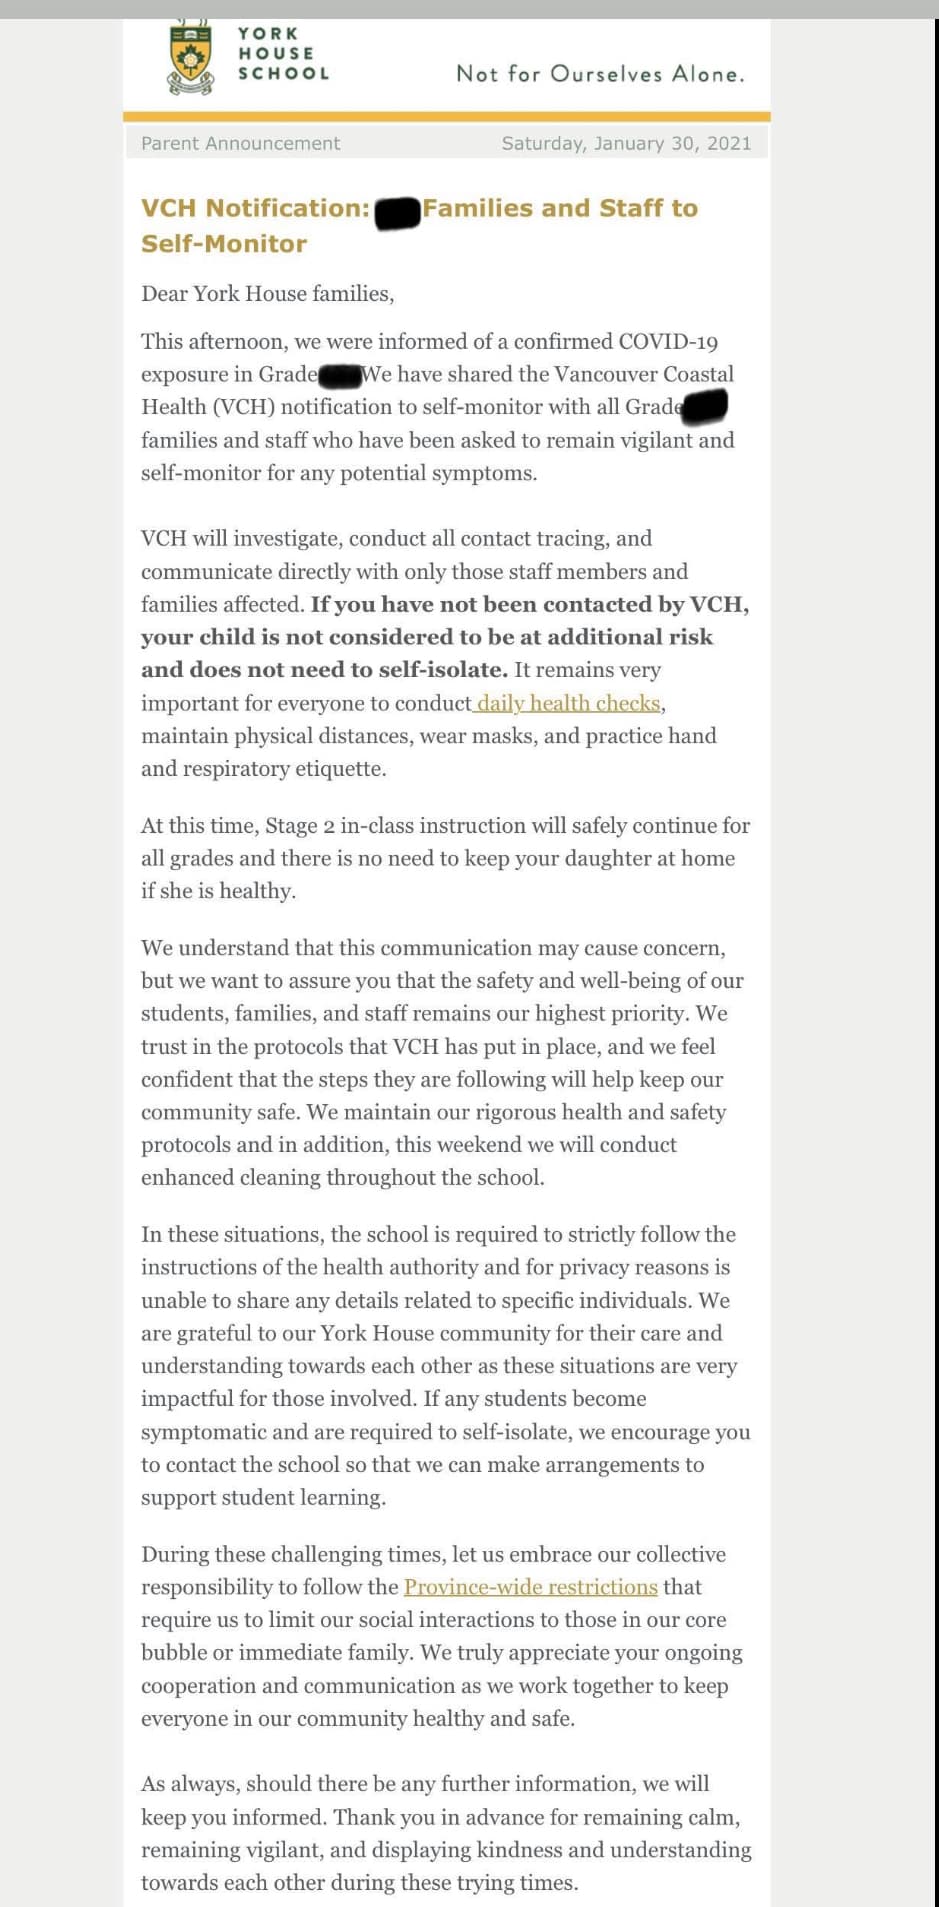 YORK
HOUSE
SCHOOL
Not for Ourselves Alone.
Parent Announcement Saturday, January 30, 2021
VCH Notification: Families and Staff to
Self-Monitor
Dear York House families,
This afternoon, we were informed of a confirmed COVID-19
exposure in Grade We have shared the Vancouver Coastal
Health (VCH) notification to self-monitor with all Grade
families and staff who have been asked to remain vigilant and
self-monitor for any potential symptoms.
VCH will investigate, conduct all contact tracing, and
communicate directly with only those staff members and
families affected. If you have not been contacted by VCH,
your child is not considered to be at additional risk
and does not need to self-isolate. It remains very
important for everyone to conduct daily health checks,
maintain physical distances, wear masks, and practice hand
and respiratory etiquette.
At this time, Stage 2 in-class instruction will safely continue for
all grades and there is no need to keep your daughter at home
if she is healthy.
We understand that this communication may cause concern,
but we want to assure you that the safety and well-being of our
students, families, and staff remains our highest priority. We
trust in the protocols that VCH has put in place, and we feel
confident that the steps they are following will help keep our
community safe. We maintain our rigorous health and safety
protocols and in addition, this weekend we will conduct
enhanced cleaning throughout the school.
In these situations, the school is required to strictly follow the
instructions of the health authority and for privacy reasons is
unable to share any details related to specific individuals. We
are grateful to our York House community for their care and
understanding towards each other as these situations are very
impactful for those involved. If any students become
symptomatic and are required to self-isolate, we encourage you
to contact the school so that we can make arrangements to
support student learning.
During these challenging times, let us embrace our collective
responsibility to follow the Province-wide restrictions that
require us to limit our social interactions to those in our core
bubble or immediate family. We truly appreciate your ongoing
cooperation and communication as we work together to keep
everyone in our community healthy and safe.
As always, should there be any further information, we will
keep you informed. Thank you in advance for remaining calm,
remaining vigilant, and displaying kindness and understanding
towards each other during these trying times.